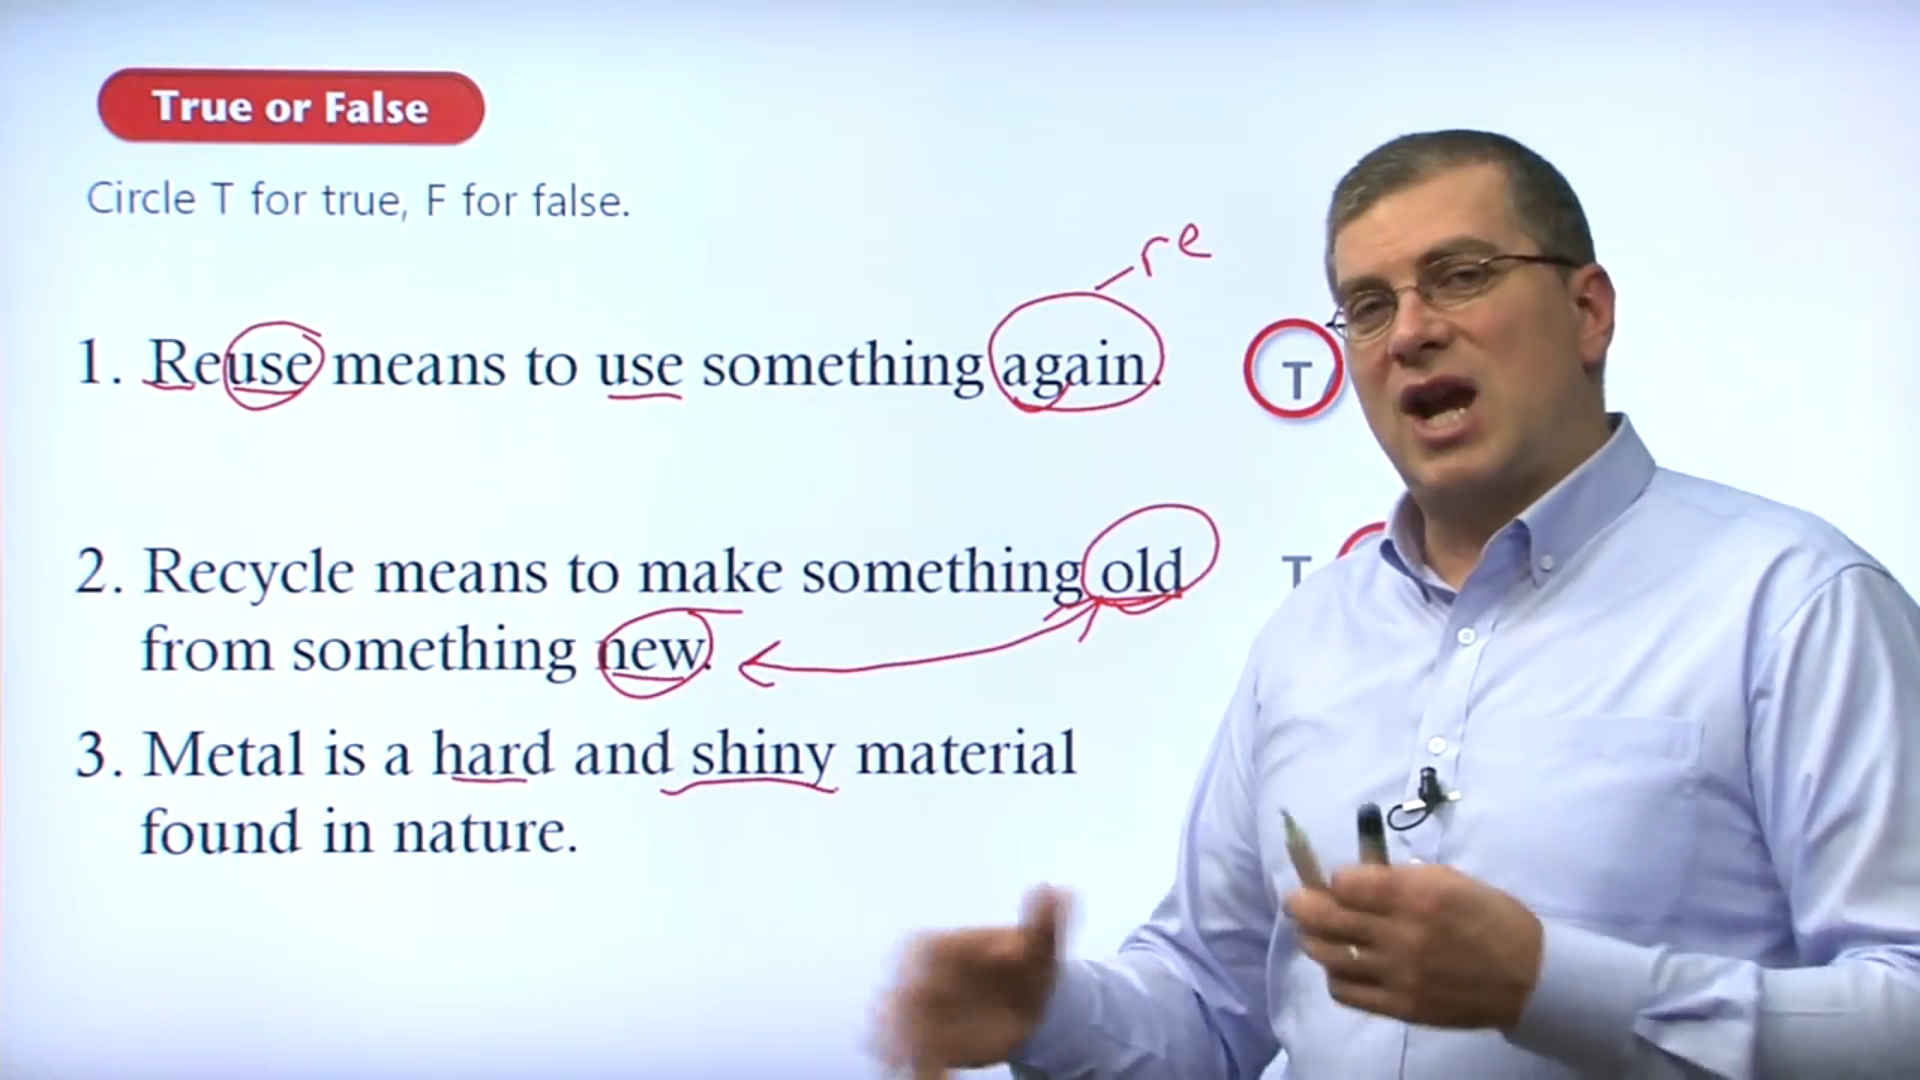 True or False
Circle T for true, F for false.
re
1. Reuse means to use something again. T
2. Recycle means to make something old T
from something new.
3. Metal is a hard and shiny material
found in nature.